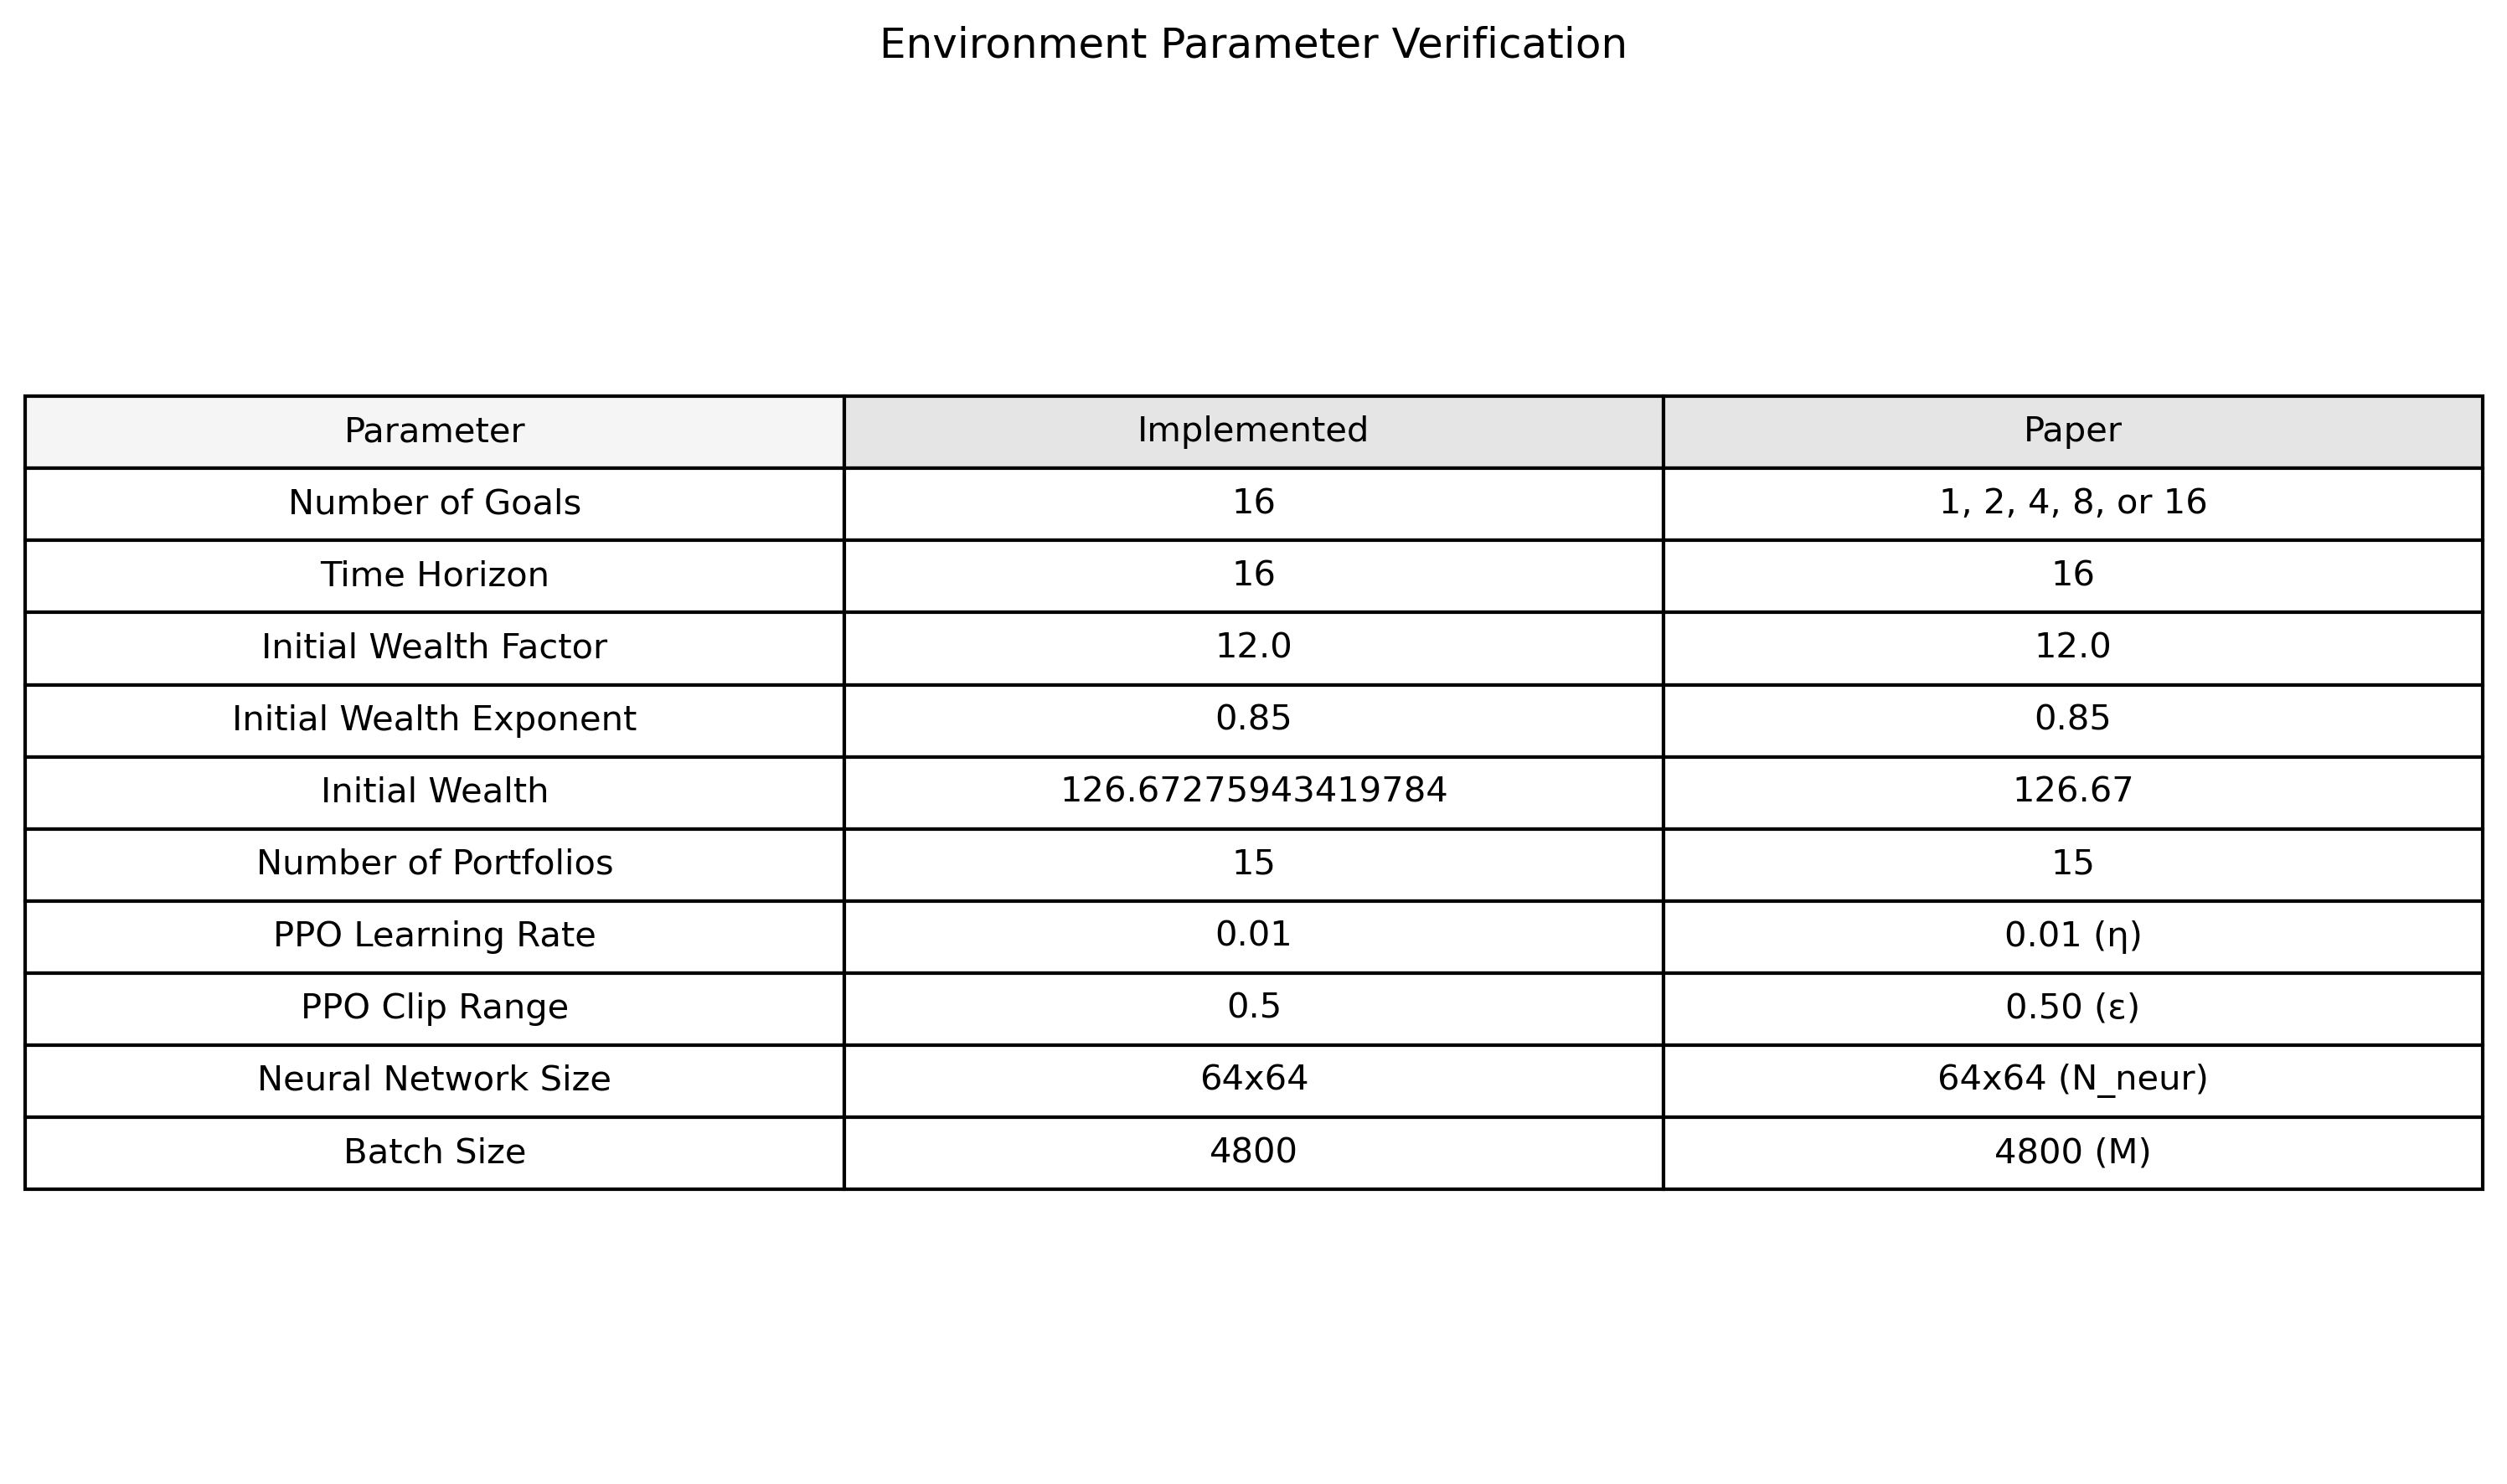 Environment Parameter Verification
Parameter Implemented Paper
Number of Goals 16 1, 2, 4, 8, or 16
Time Horizon 16 16
Initial Wealth Factor 12.0 12.0
Initial Wealth Exponent 0.85 0.85
Initial Wealth 126.67275943419784 126.67
Number of Portfolios 15 15
PPO Learning Rate 0.01 0.01 (η)
PPO Clip Range 0.5 0.50 (ε)
Neural Network Size 64x64 64x64 (N_neur)
Batch Size 4800 4800 (M)